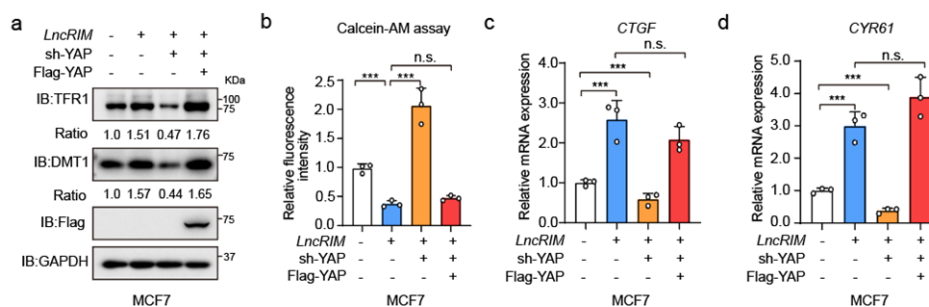 a
LncRIM - + + +
sh-YAP - - + +
Flag-YAP - - - +
KDa
IB:TFR1
100
75
Ratio 1.0 1.51 0.47 1.76
IB:DMT1
75
Ratio 1.0 1.57 0.44 1.65
IB:Flag
75
IB:GAPDH
37
MCF7
b
Calcein-AM assay
n.s.
*** ***
Relative fluorescence
intensity
2.5
2.0
1.5
1.0
0.5
0.0
LncRIM - + + +
sh-YAP - - + +
Flag-YAP - - - +
MCF7
c
CTGF
n.s.
***
***
Relative mRNA expression
4.0
3.0
2.0
1.0
0.0
LncRIM - + + +
sh-YAP - - + +
Flag-YAP - - - +
MCF7
d
CYR61
n.s.
***
***
Relative mRNA expression
6.0
4.5
3.0
1.5
0.0
LncRIM - + + +
sh-YAP - - + +
Flag-YAP - - - +
MCF7